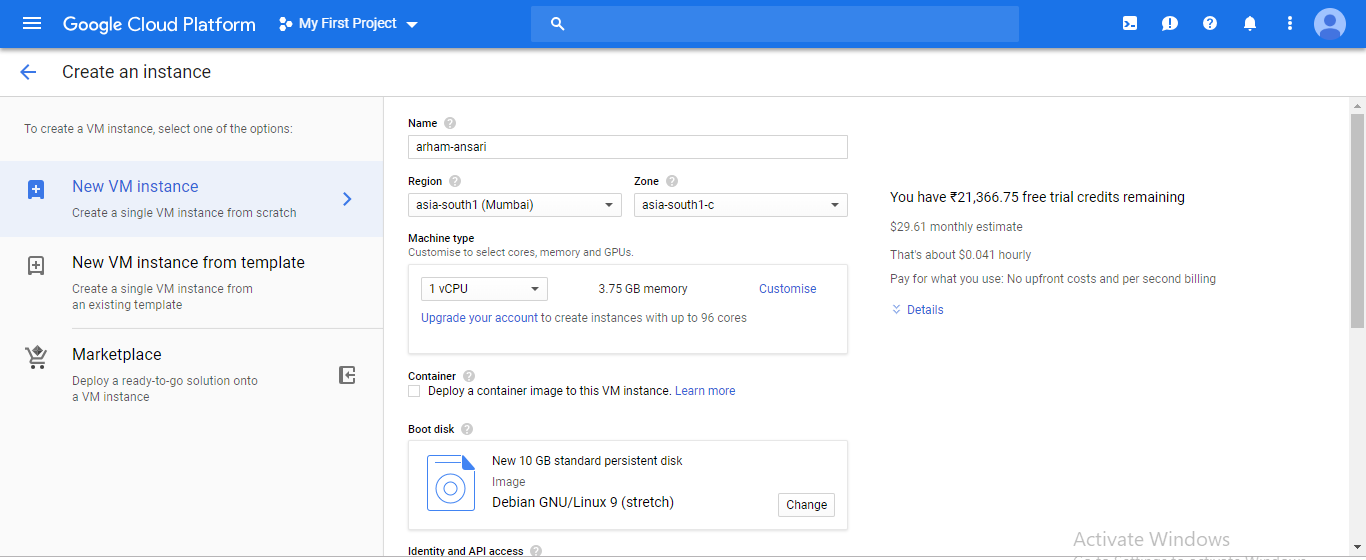 Google Cloud Platform
My First Project
Create an instance
To create a VM instance, select one of the options:
New VM instance
Create a single VM instance from scratch
New VM instance from template
Create a single VM instance from
an existing template
Marketplace
Deploy a ready-to-go solution onto
a VM instance
Name
arham-ansari
Region
Zone
asia-south1 (Mumbai)
asia-south1-c
Machine type
Customise to select cores, memory and GPUs.
1 vCPU
3.75 GB memory
Customise
Upgrade your account to create instances with up to 96 cores
Container
Deploy a container image to this VM instance. Learn more
Boot disk
New 10 GB standard persistent disk
Image
Debian GNU/Linux 9 (stretch)
Change
Identity and API access
You have ₹21,366.75 free trial credits remaining
$29.61 monthly estimate
That's about $0.041 hourly
Pay for what you use: No upfront costs and per second billing
Details
Activate Windows